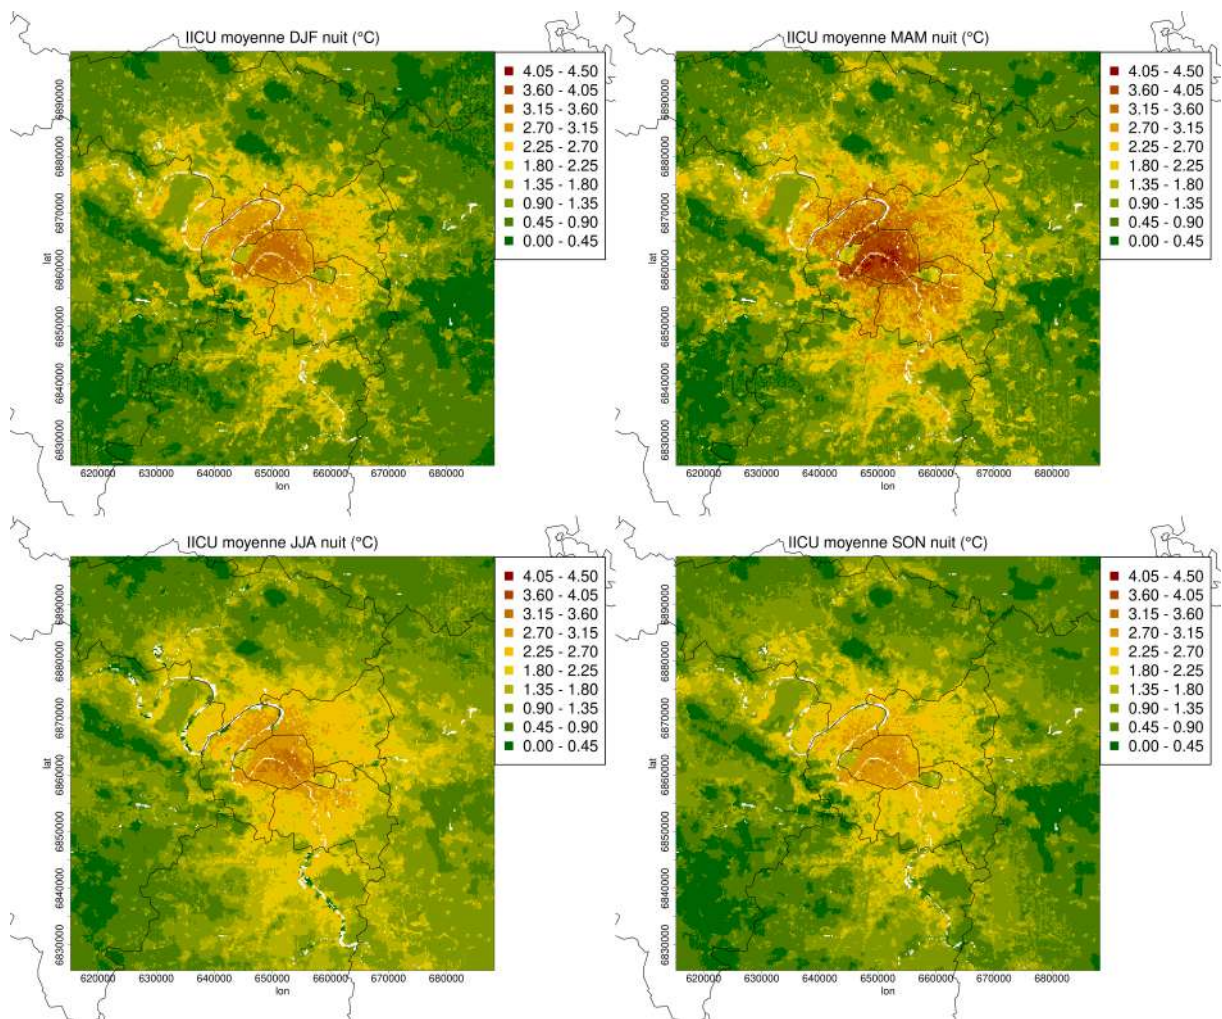 IICU moyenne DJF nuit (°C)
4.05 - 4.50
3.60 - 4.05
3.15 - 3.60
2.70 - 3.15
2.25 - 2.70
1.80 - 2.25
1.35 - 1.80
0.90 - 1.35
0.45 - 0.90
0.00 - 0.45
lat
6890000
6880000
6870000
6860000
6850000
6840000
6830000
620000 630000 640000 650000 660000 670000 680000
lon
IICU moyenne MAM nuit (°C)
4.05 - 4.50
3.60 - 4.05
3.15 - 3.60
2.70 - 3.15
2.25 - 2.70
1.80 - 2.25
1.35 - 1.80
0.90 - 1.35
0.45 - 0.90
0.00 - 0.45
lat
6890000
6880000
6870000
6860000
6850000
6840000
6830000
620000 630000 640000 650000 660000 670000 680000
lon
IICU moyenne JJA nuit (°C)
4.05 - 4.50
3.60 - 4.05
3.15 - 3.60
2.70 - 3.15
2.25 - 2.70
1.80 - 2.25
1.35 - 1.80
0.90 - 1.35
0.45 - 0.90
0.00 - 0.45
lat
6890000
6880000
6870000
6860000
6850000
6840000
6830000
620000 630000 640000 650000 660000 670000 680000
lon
IICU moyenne SON nuit (°C)
4.05 - 4.50
3.60 - 4.05
3.15 - 3.60
2.70 - 3.15
2.25 - 2.70
1.80 - 2.25
1.35 - 1.80
0.90 - 1.35
0.45 - 0.90
0.00 - 0.45
lat
6890000
6880000
6870000
6860000
6850000
6840000
6830000
620000 630000 640000 650000 660000 670000 680000
lon